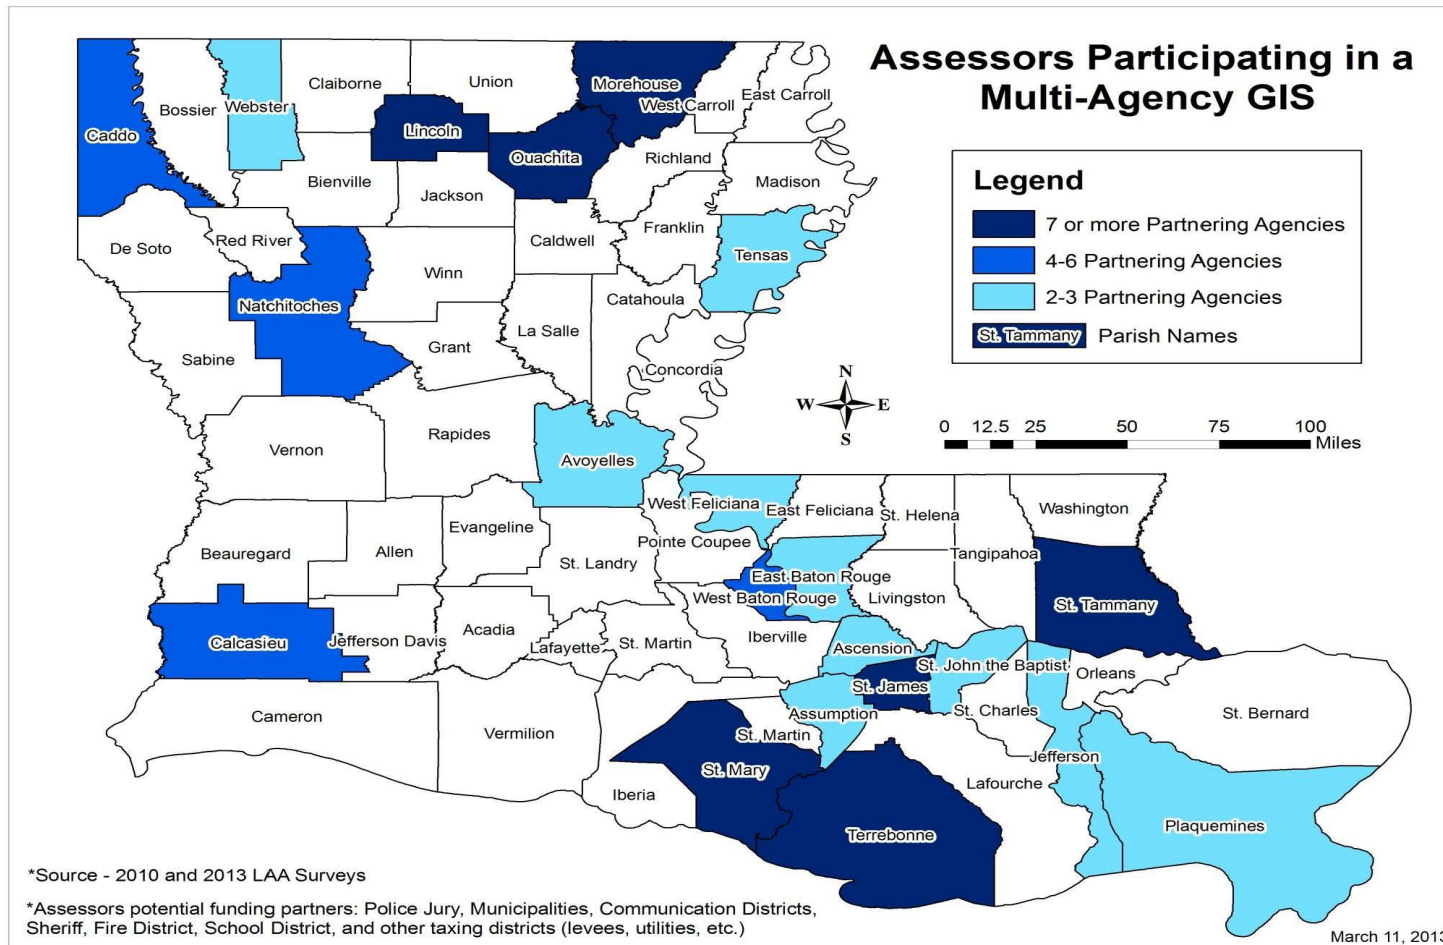 Assessors Participating in a
Multi-Agency GIS
Legend
7 or more Partnering Agencies
4-6 Partnering Agencies
2-3 Partnering Agencies
St. Tammany Parish Names
N
W E
S
0 12.5 25 50 75 100
Miles
Caddo
Bossier
Webster
Claiborne
Union
Morehouse
West Carroll
East Carroll
Lincoln
Ouachita
Richland
Madison
Bienville
Jackson
De Soto
Red River
Caldwell
Franklin
Tensas
Winn
Natchitoches
Catahoula
La Salle
Sabine
Grant
Concordia
Vernon
Rapides
Avoyelles
West Feliciana
East Feliciana
St. Helena
Washington
Beauregard
Allen
Evangeline
Pointe Coupee
Tangipahoa
St. Landry
East Baton Rouge
West Baton Rouge
Livingston
St. Tammany
Calcasieu
Jefferson Davis
Acadia
Lafayette
St. Martin
Iberville
Ascension
St. John the Baptist
Orleans
St. James
Cameron
Vermilion
Assumption
St. Charles
St. Bernard
St. Martin
St. Mary
Jefferson
Iberia
Lafourche
Terrebonne
Plaquemines
*Source - 2010 and 2013 LAA Surveys
*Assessors potential funding partners: Police Jury, Municipalities, Communication Districts,
Sheriff, Fire District, School District, and other taxing districts (levees, utilities, etc.)
March 11, 2013